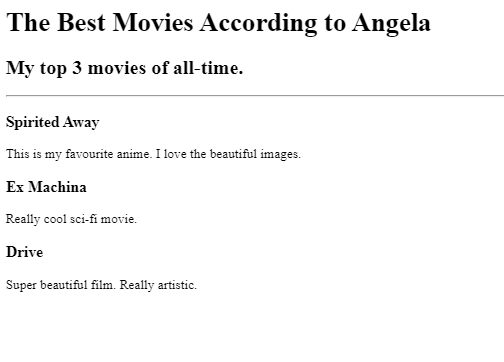 The Best Movies According to Angela
My top 3 movies of all-time.
Spirited Away
This is my favourite anime. I love the beautiful images.
Ex Machina
Really cool sci-fi movie.
Drive
Super beautiful film. Really artistic.